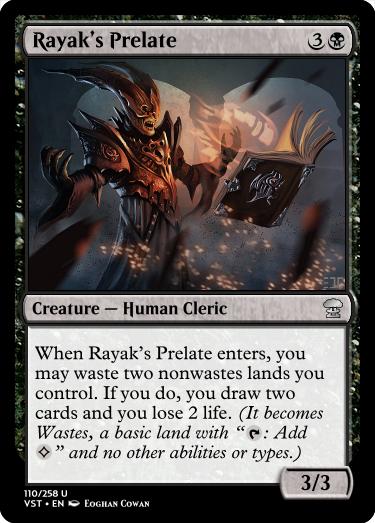 Rayak's Prelate 3
Creature — Human Cleric
When Rayak's Prelate enters, you
may waste two nonwastes lands you
control. If you do, you draw two
cards and you lose 2 life. (It becomes
Wastes, a basic land with “: Add
” and no other abilities or types.)
3/3
110/258 U
VST • EN Eoghan Cowan